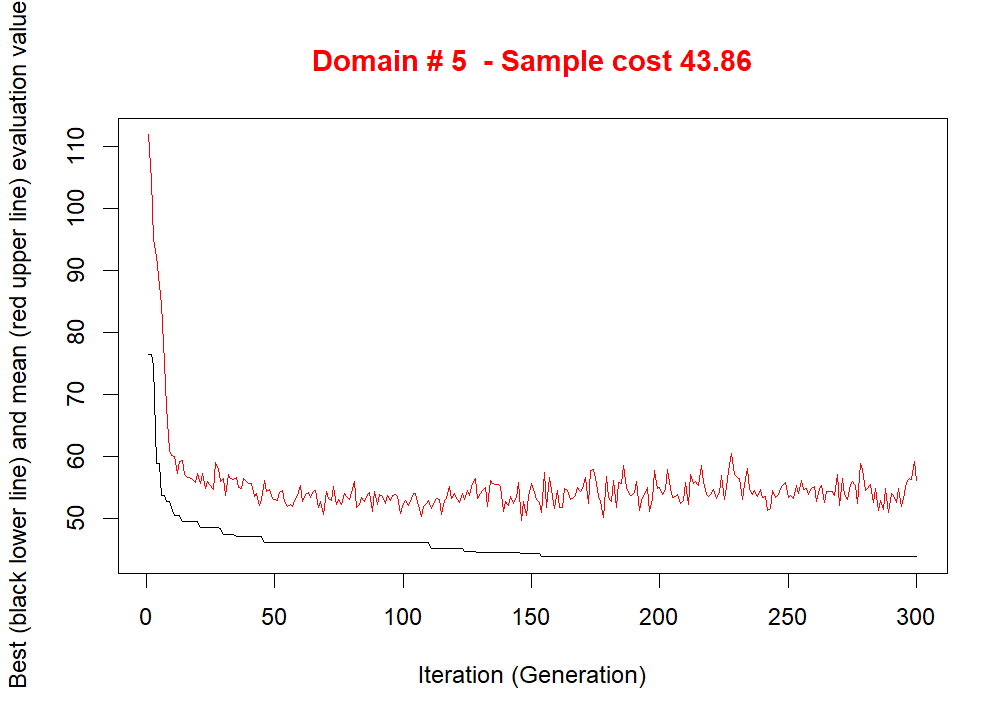 Domain # 5  - Sample cost 43.86
Best (black lower line) and mean (red upper line) evaluation value
110
100
90
80
70
60
50
0 50 100 150 200 250 300
Iteration (Generation)